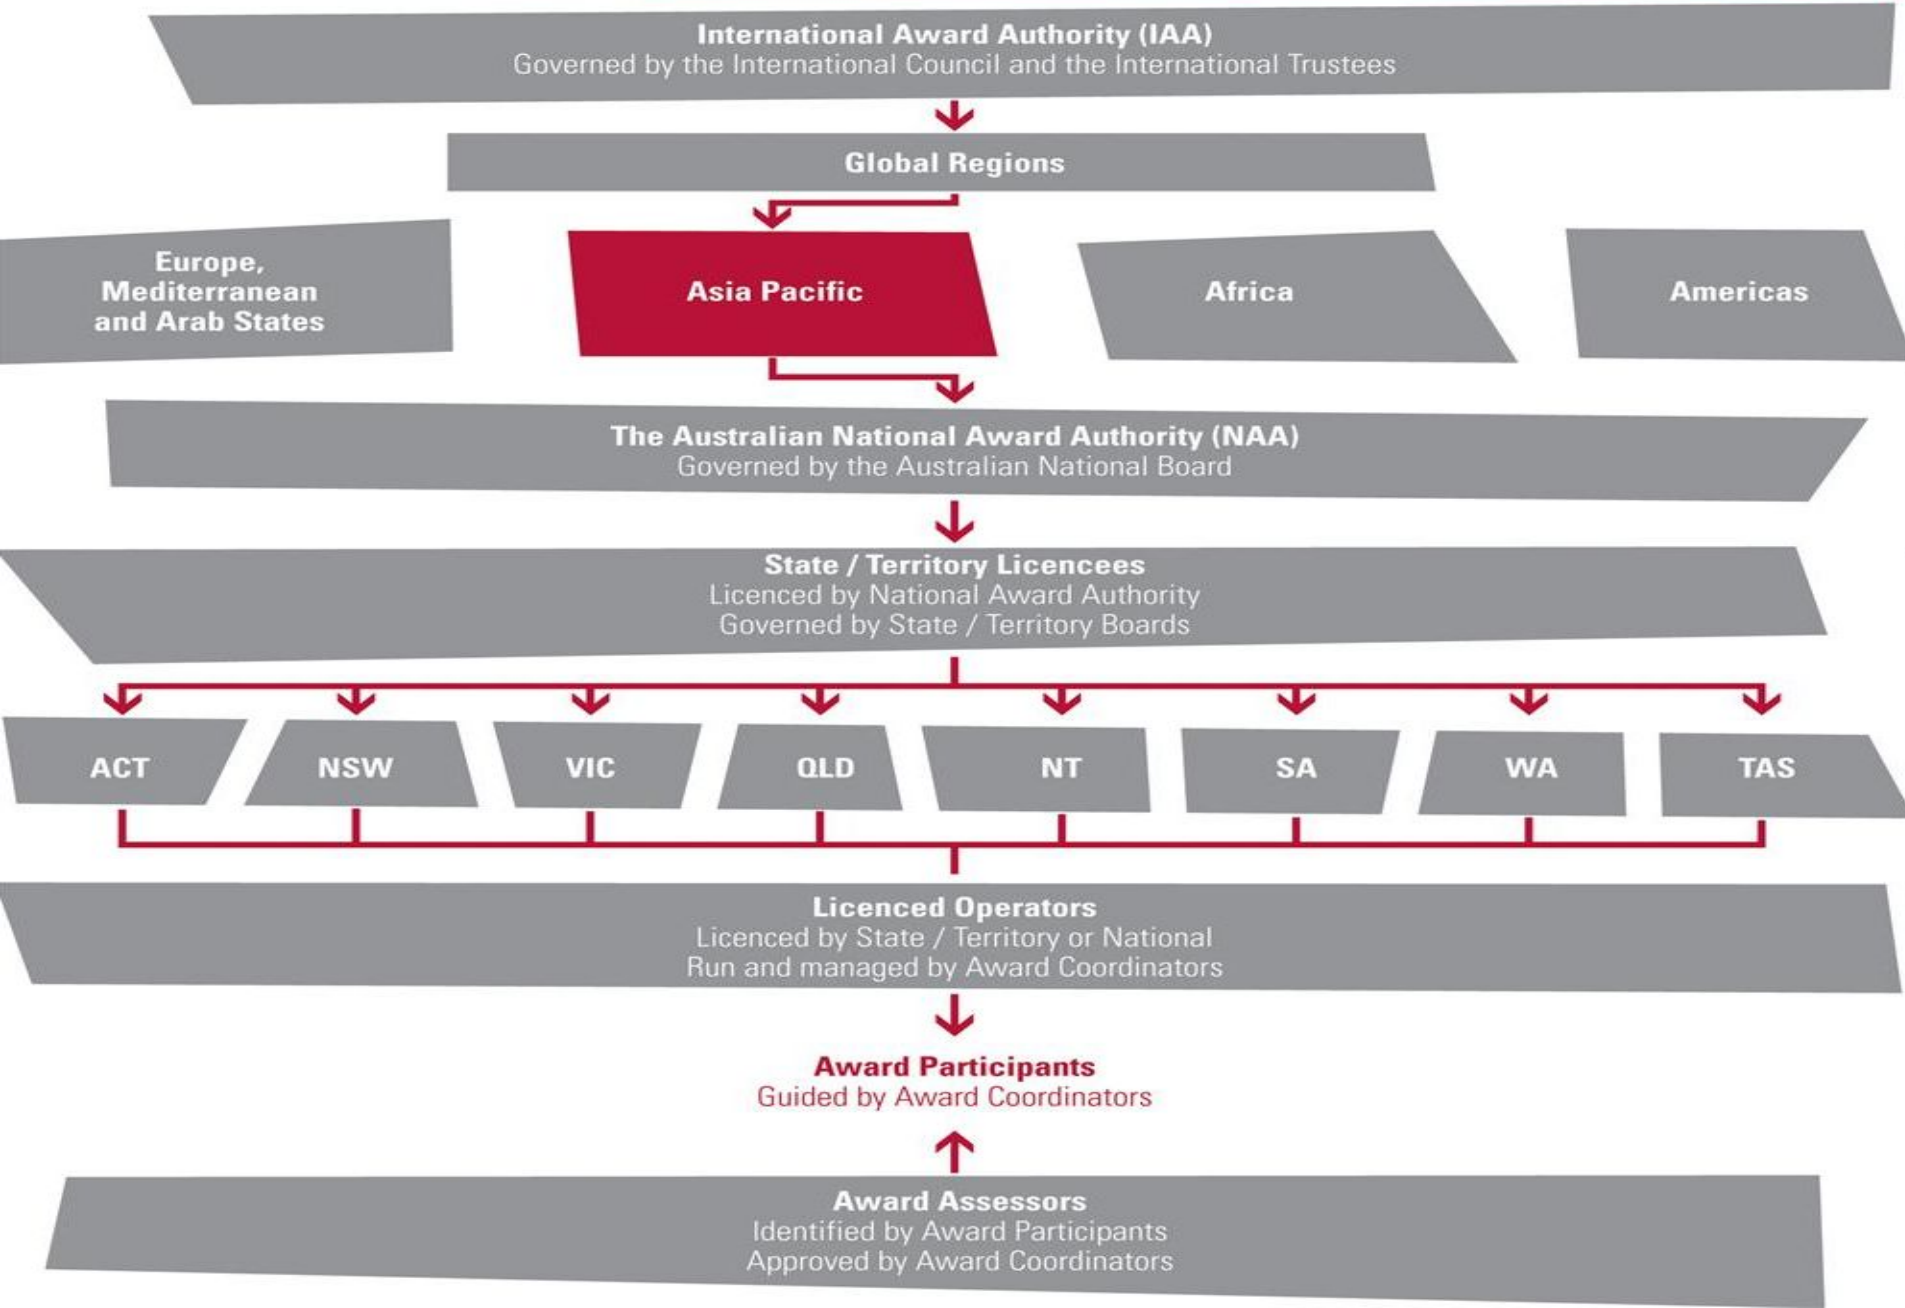 International Award Authority (IAA)
Governed by the International Council and the International Trustees
Global Regions
Europe,
Mediterranean
and Arab States
Asia Pacific
Africa
Americas
The Australian National Award Authority (NAA)
Governed by the Australian National Board
State / Territory Licencees
Licenced by National Award Authority
Governed by State / Territory Boards
ACT
NSW
VIC
QLD
NT
SA
WA
TAS
Licenced Operators
Licenced by State / Territory or National
Run and managed by Award Coordinators
Award Participants
Guided by Award Coordinators
Award Assessors
Identified by Award Participants
Approved by Award Coordinators